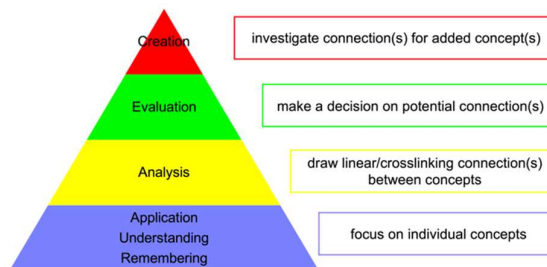 Creation
investigate connection(s) for added concept(s)
Evaluation
make a decision on potential connection(s)
Analysis
draw linear/crosslinking connection(s)
between concepts
Application
Understanding
Remembering
focus on individual concepts